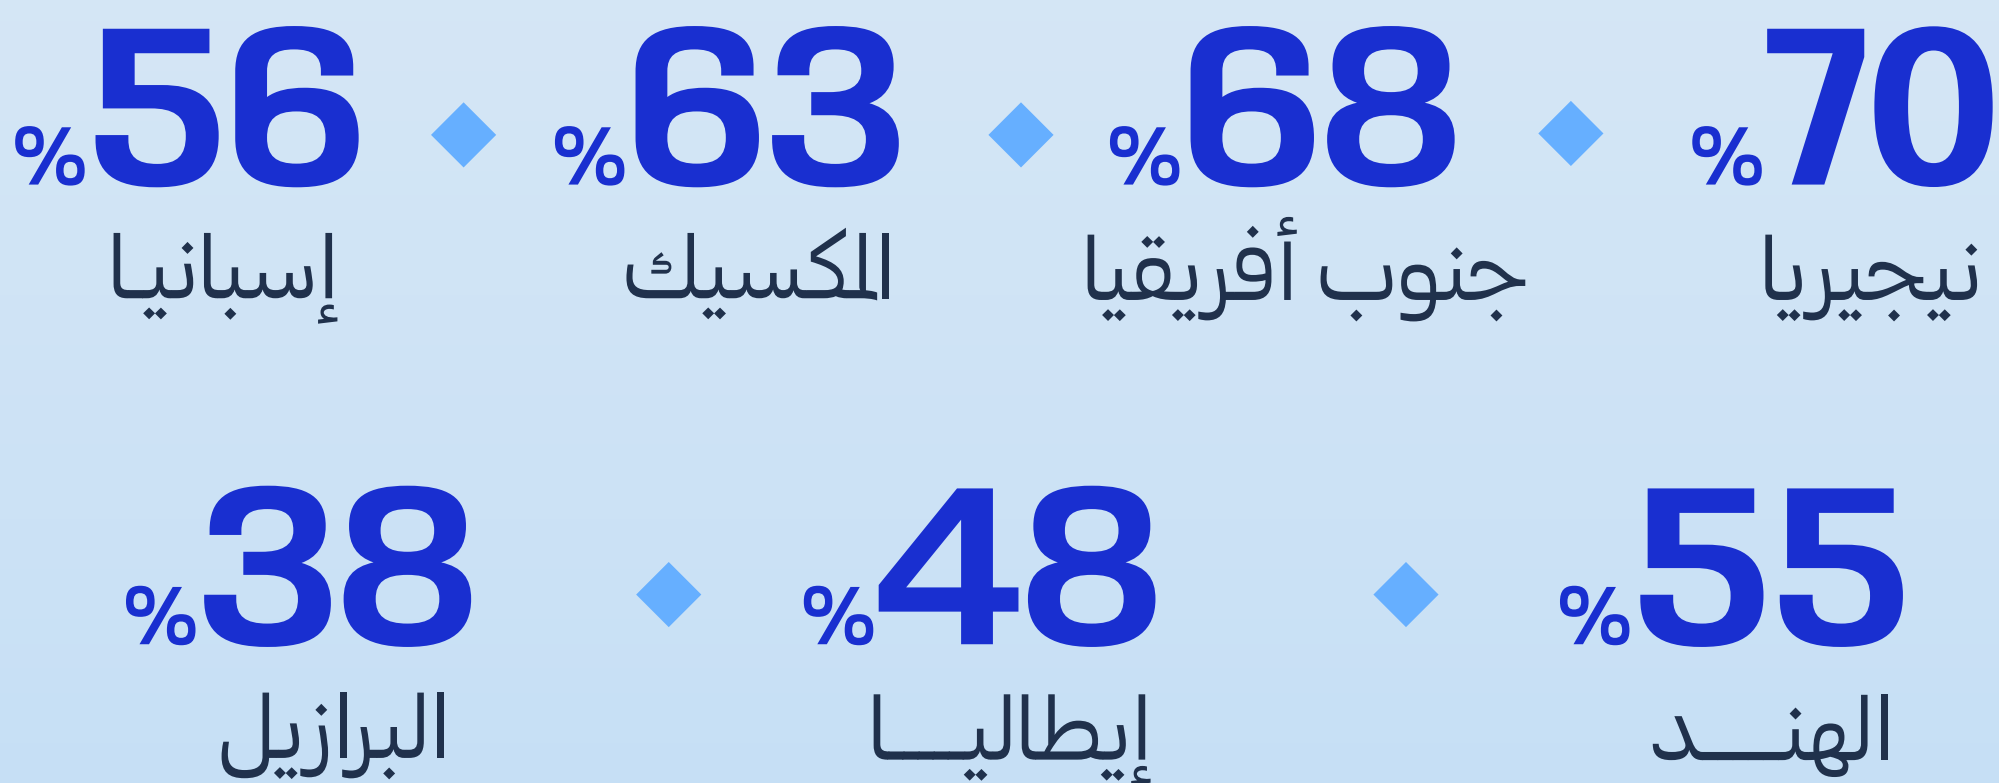 %70 %68 %63 %56
نيجيريا جنوب أفريقيا المكسيك إسبانيا
%55 %48 %38
الهنـــد إيطاليـــا البرازيل